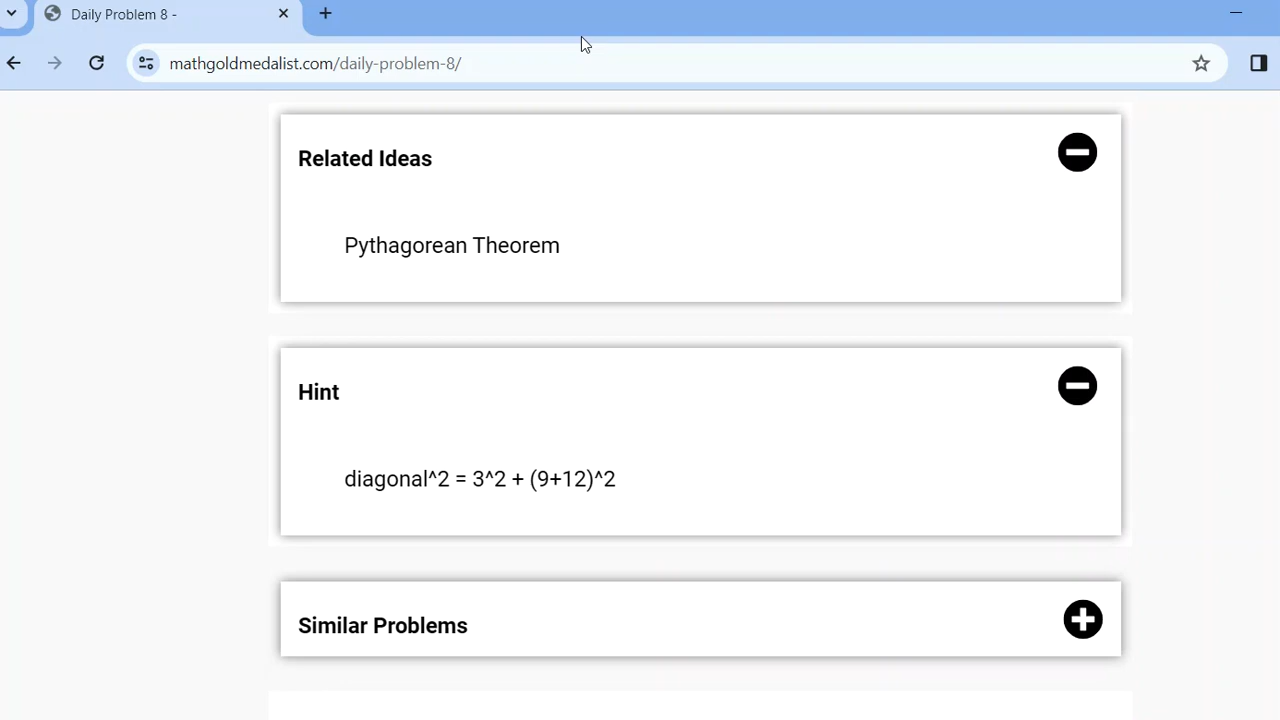 Daily Problem 8 -
mathgoldmedalist.com/daily-problem-8/
Related Ideas
Pythagorean Theorem
Hint
diagonal^2 = 3^2 + (9+12)^2
Similar Problems